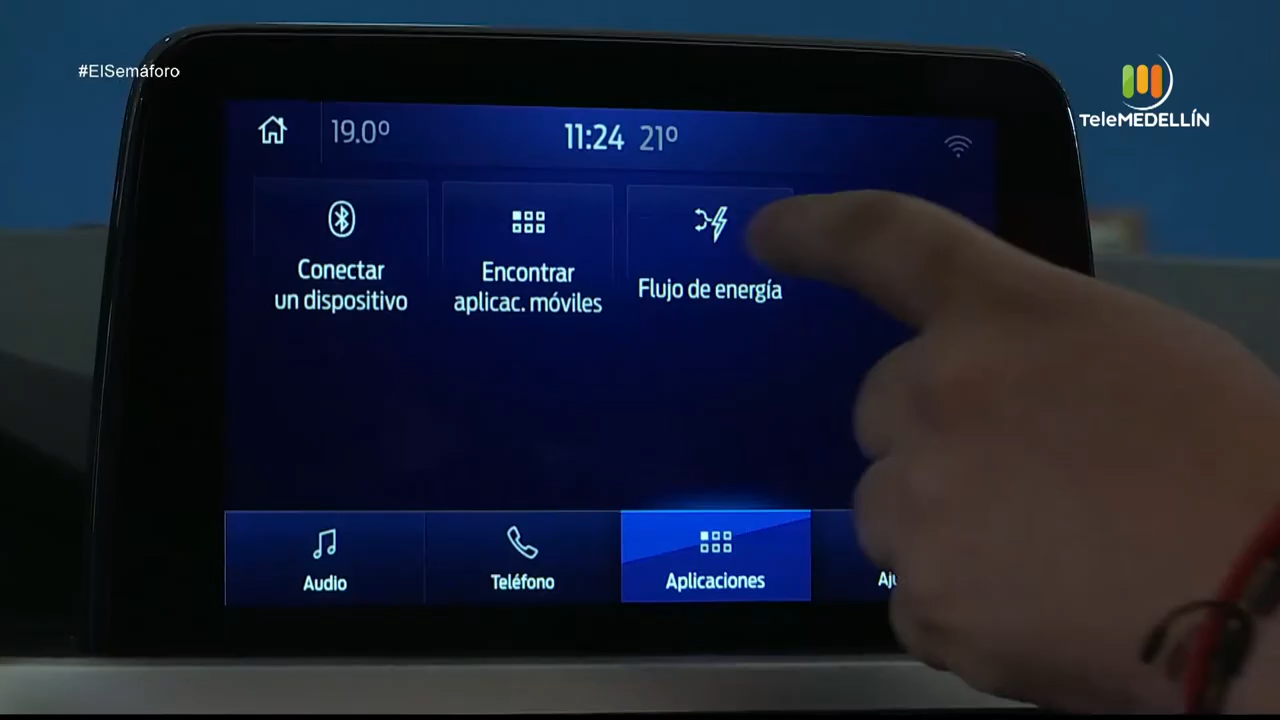 #ElSemáforo
TeleMEDELLÍN
19.0º
11:24 21º
Conectar
un dispositivo
Encontrar
aplicac. móviles
Flujo de energía
Audio
Teléfono
Aplicaciones